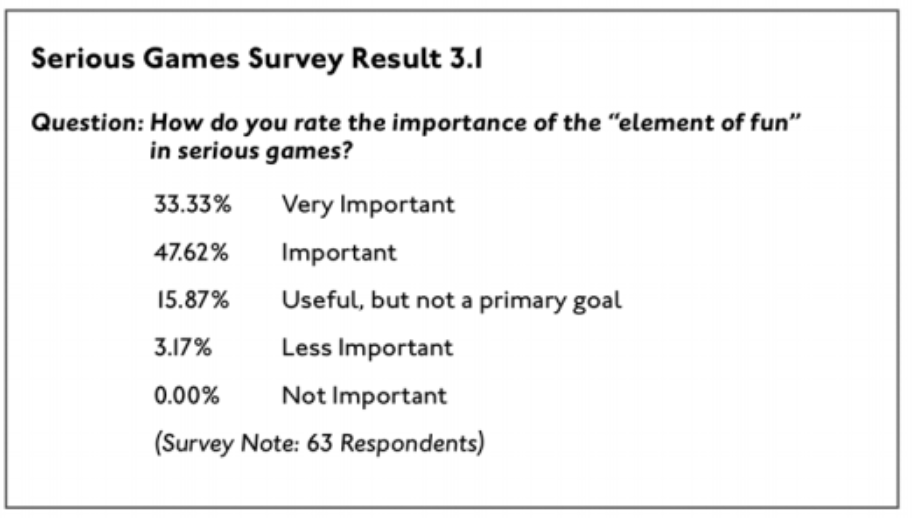 Serious Games Survey Result 3.1
Question: How do you rate the importance of the “element of fun”
in serious games?
33.33% Very Important
47.62% Important
15.87% Useful, but not a primary goal
3.17% Less Important
0.00% Not Important
(Survey Note: 63 Respondents)